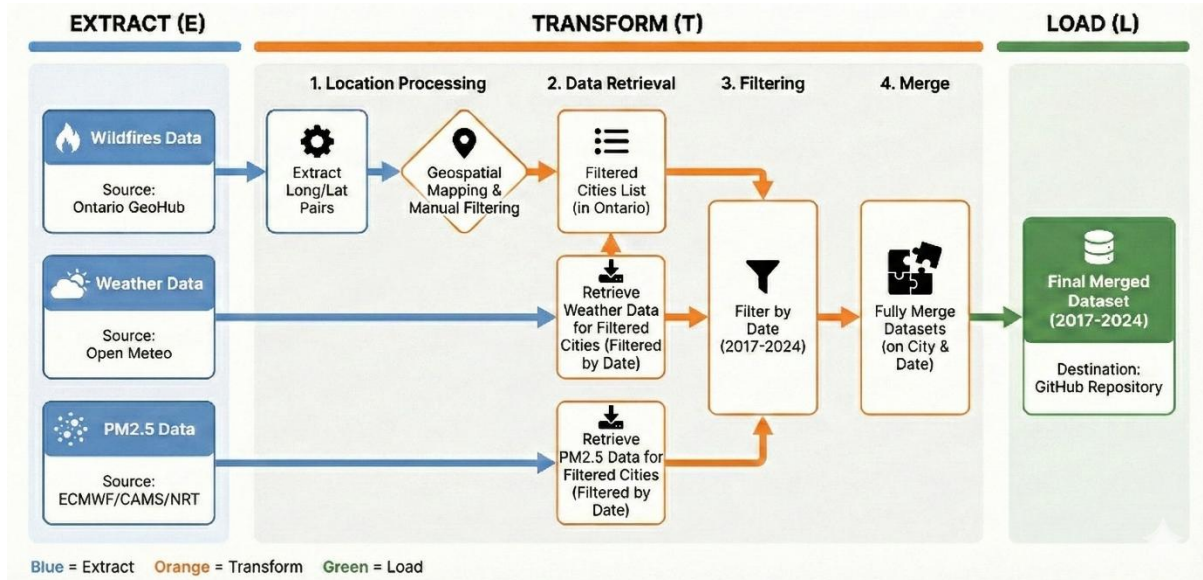 EXTRACT (E)
TRANSFORM (T)
LOAD (L)
1. Location Processing
2. Data Retrieval
3. Filtering
4. Merge
Wildfires Data
Source:
Ontario GeoHub
Extract
Long/Lat
Pairs
Geospatial
Mapping &
Manual Filtering
Filtered
Cities List
(in Ontario)
Weather Data
Source:
Open Meteo
Retrieve
Weather Data
for Filtered
Cities (Filtered
by Date)
Filter by
Date
(2017-2024)
Fully Merge
Datasets
(on City &
Date)
Final Merged
Dataset
(2017-2024)
Destination:
GitHub Repository
PM2.5 Data
Source:
ECMWF/CAMS/NRT
Retrieve
PM2.5 Data for
Filtered Cities
(Filtered by
Date)
Blue = Extract Orange = Transform Green = Load